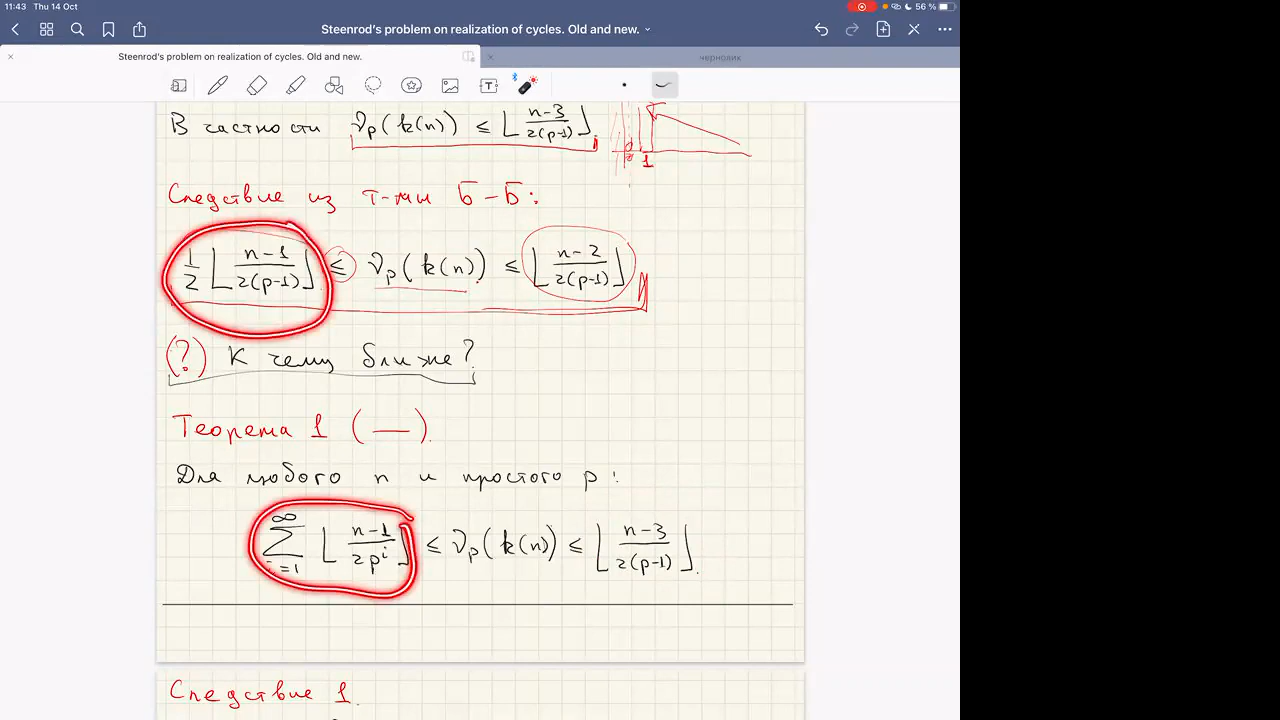 11:43 Thu 14 Oct
56 %
Steenrod's problem on realization of cycles. Old and new.
Steenrod's problem on realization of cycles. Old and new.
черновик
В частности ν_p(k(n)) ≤ ⌊(n-3)/(2(p-1))⌋.
1
Следствие из т-мы Б-Б:
1/2 ⌊(n-1)/(2(p-1))⌋ ≤ ν_p(k(n)) ≤ ⌊(n-2)/(2(p-1))⌋
(?) К чему ближе?
Теорема 1 (—).
Для любого n и простого p:
∑_{i=1}^{∞} ⌊(n-1)/(2p^i)⌋ ≤ ν_p(k(n)) ≤ ⌊(n-3)/(2(p-1))⌋.
Следствие 1.